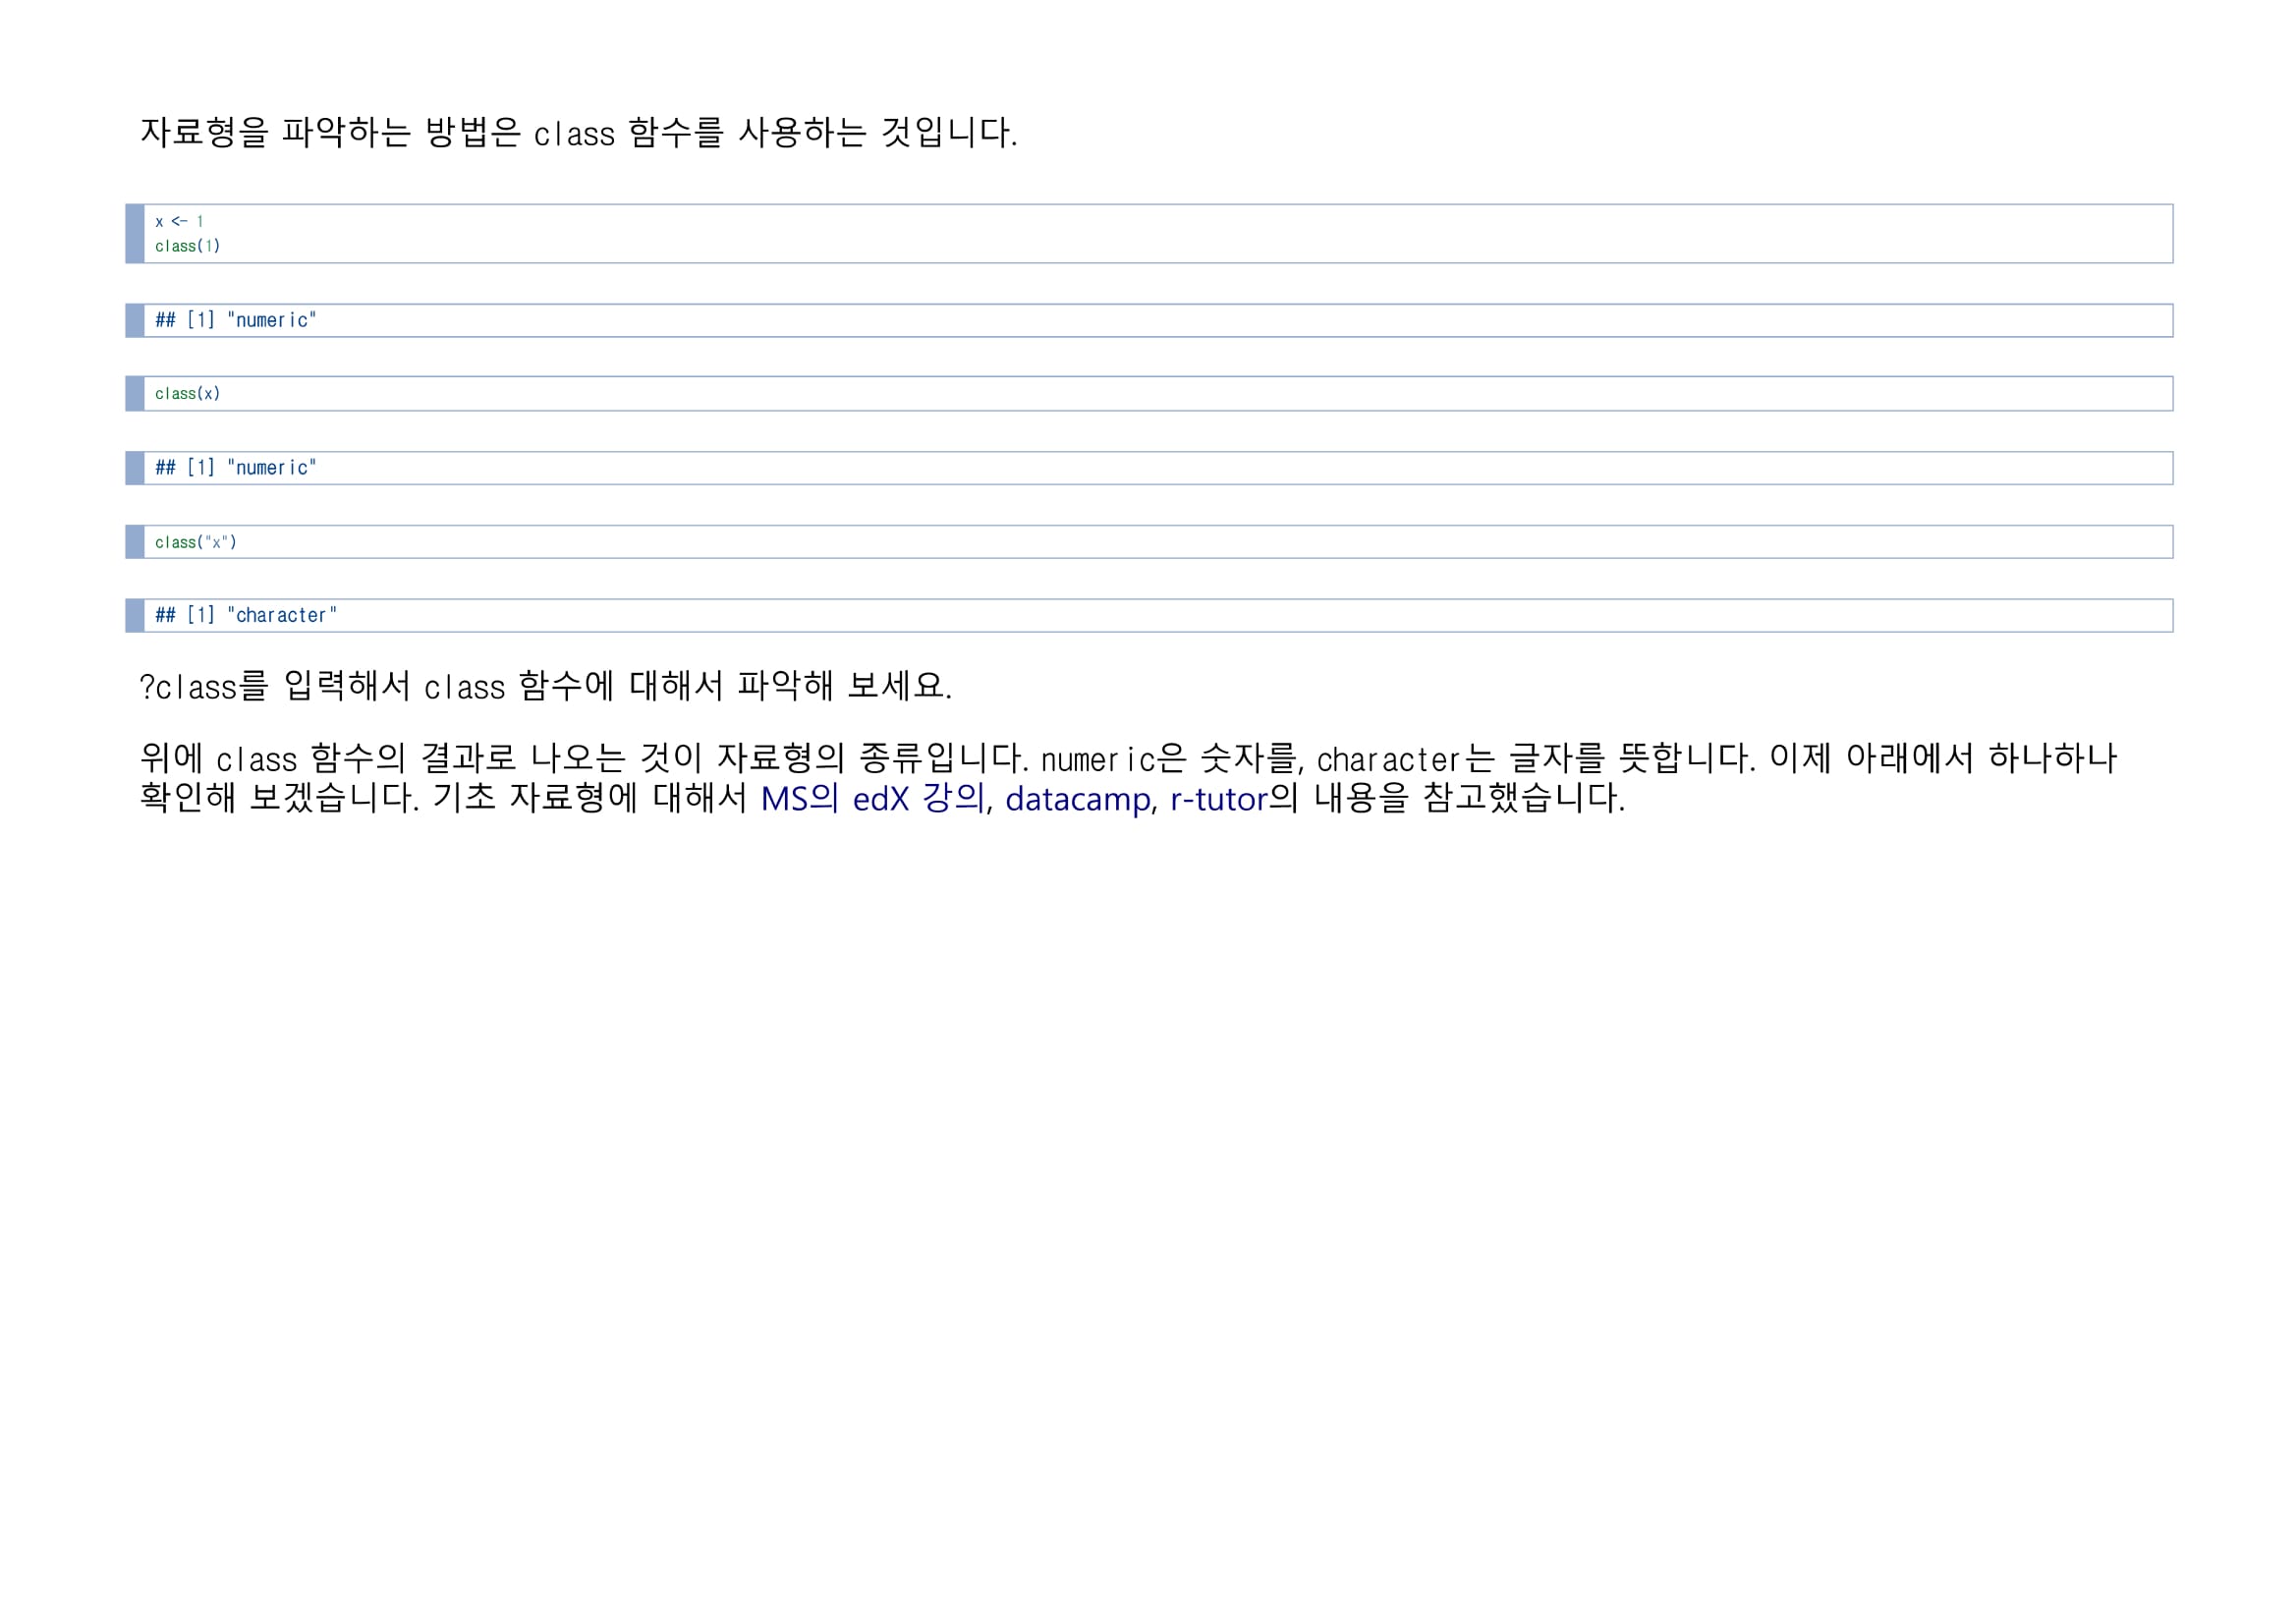 자료형을 파악하는 방법은 class 함수를 사용하는 것입니다.
x <- 1
class(1)
## [1] "numeric"
class(x)
## [1] "numeric"
class("x")
## [1] "character"
?class를 입력해서 class 함수에 대해서 파악해 보세요.
위에 class 함수의 결과로 나오는 것이 자료형의 종류입니다. numeric은 숫자를, character는 글자를 뜻합니다. 이제 아래에서 하나하나
확인해 보겠습니다. 기초 자료형에 대해서 MS의 edX 강의, datacamp, r-tutor의 내용을 참고했습니다.